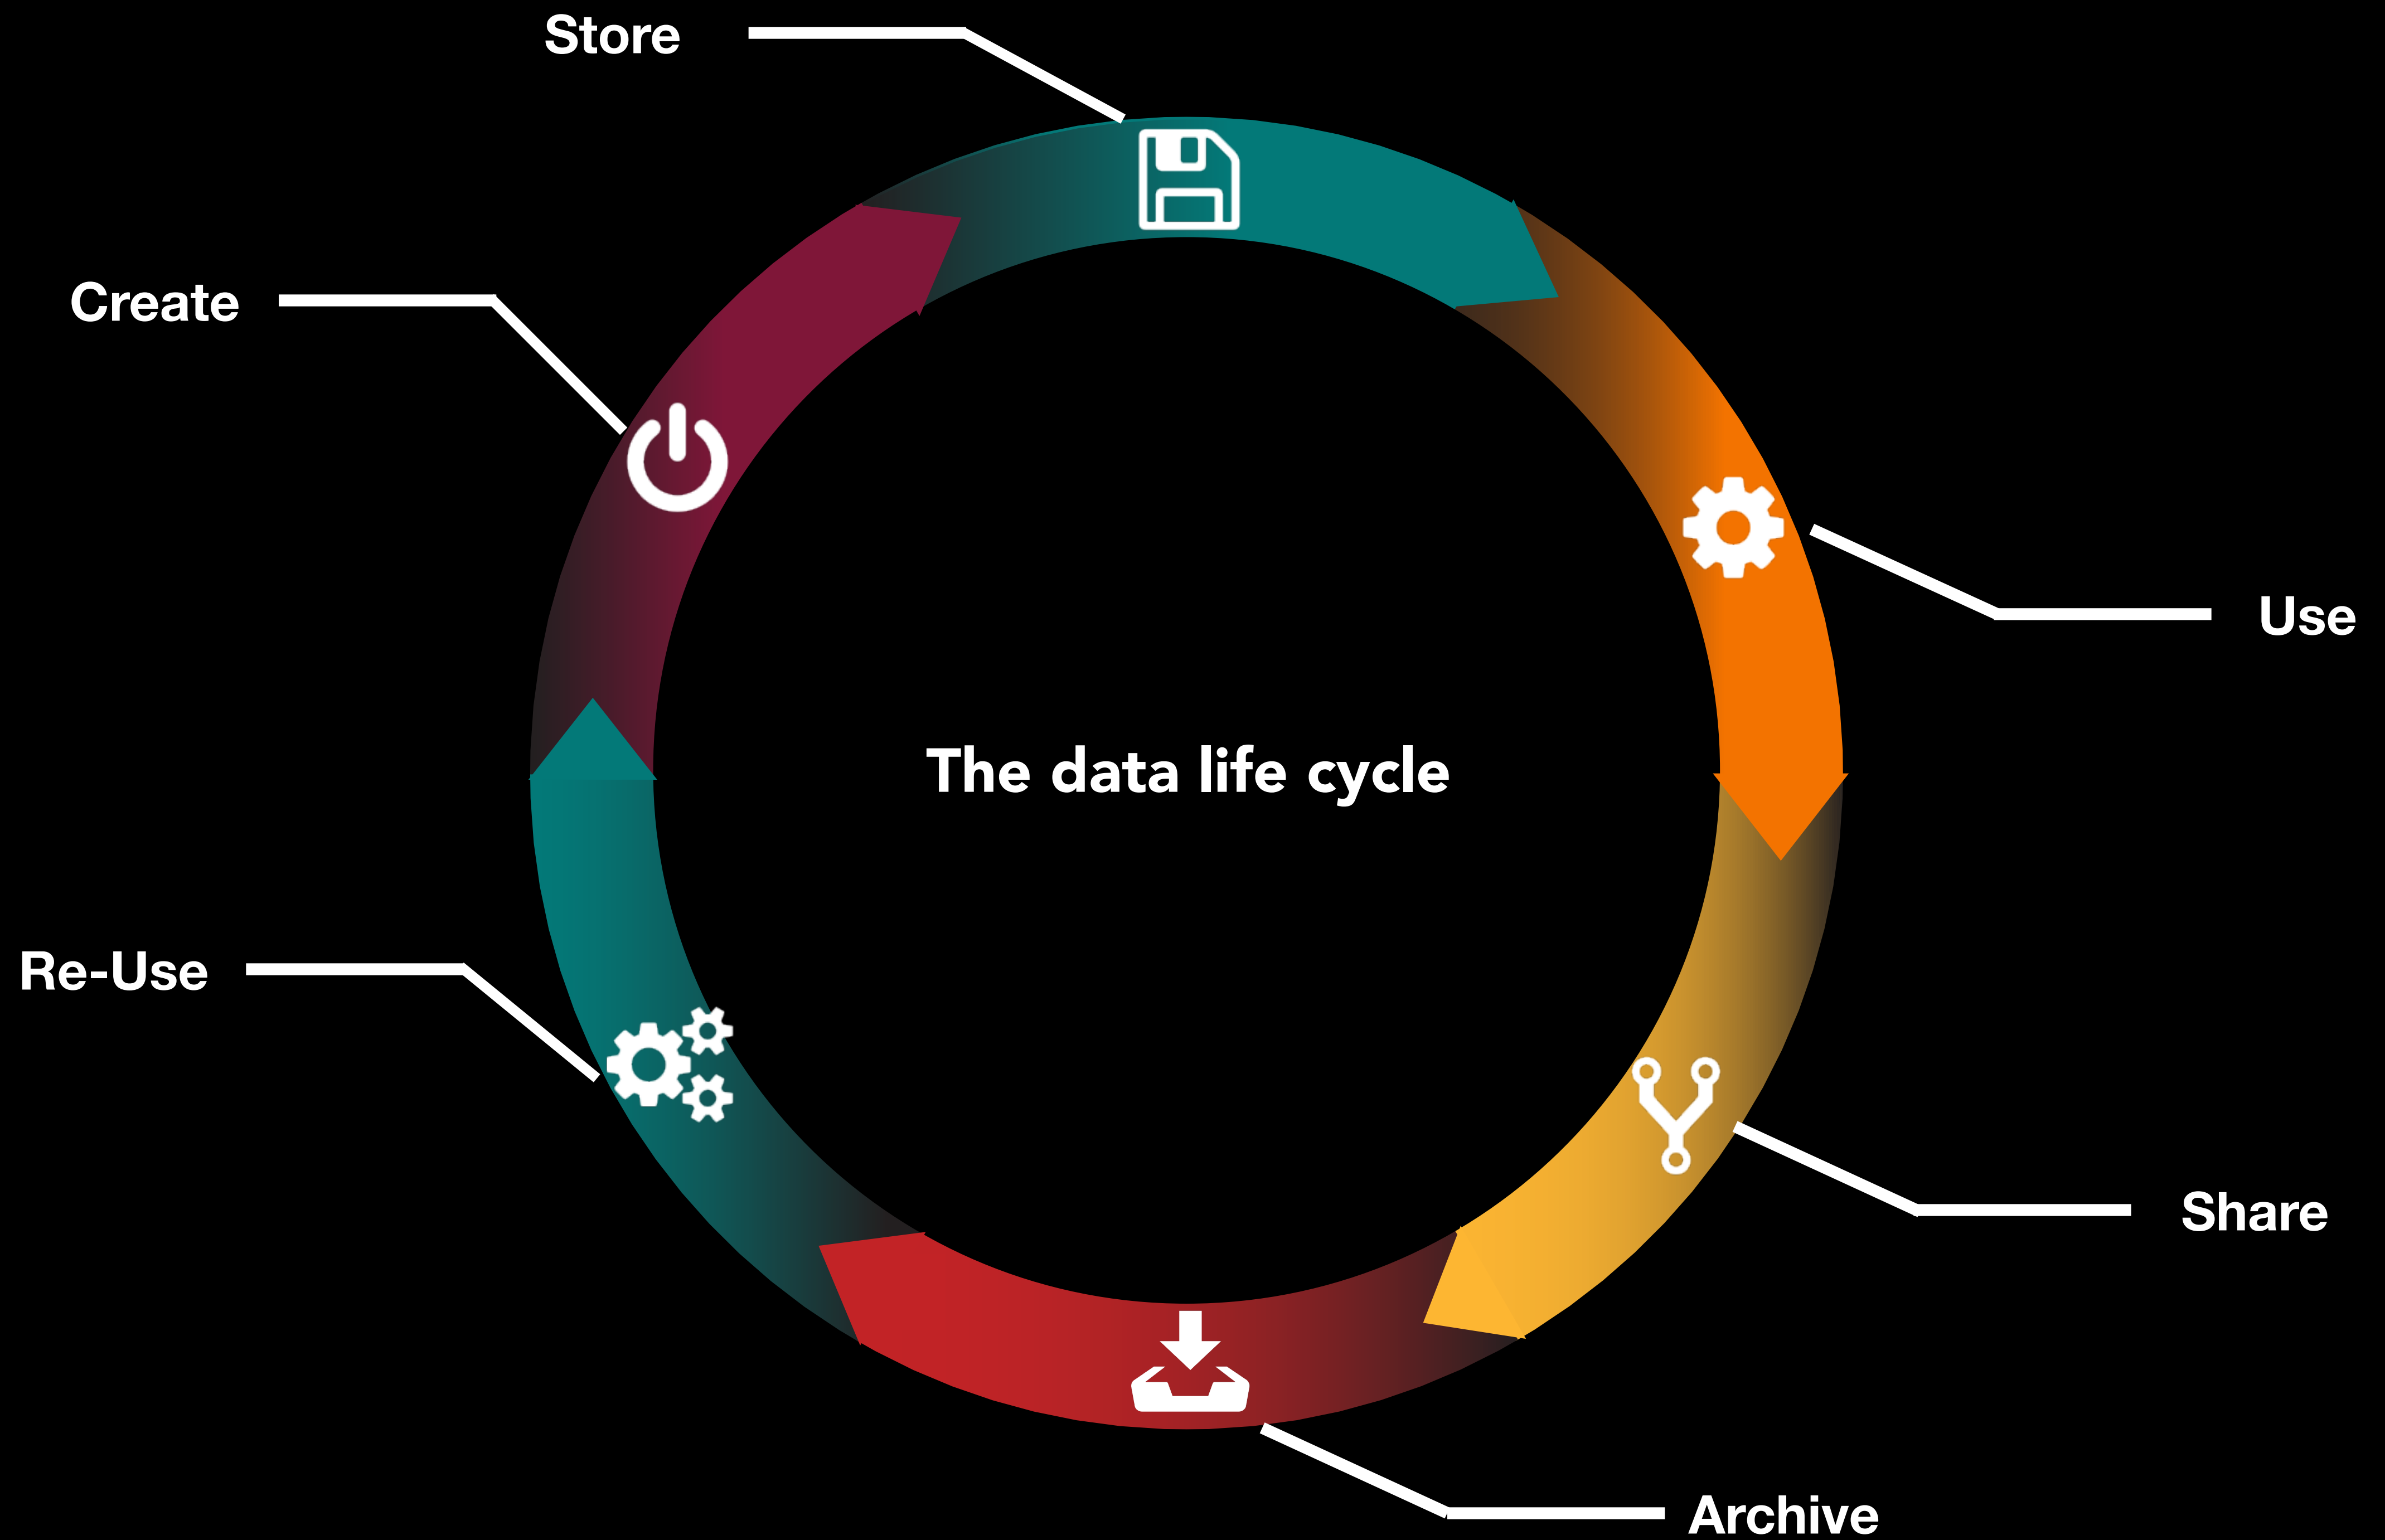 Store
Create
Use
The data life cycle
Re-Use
Share
Archive